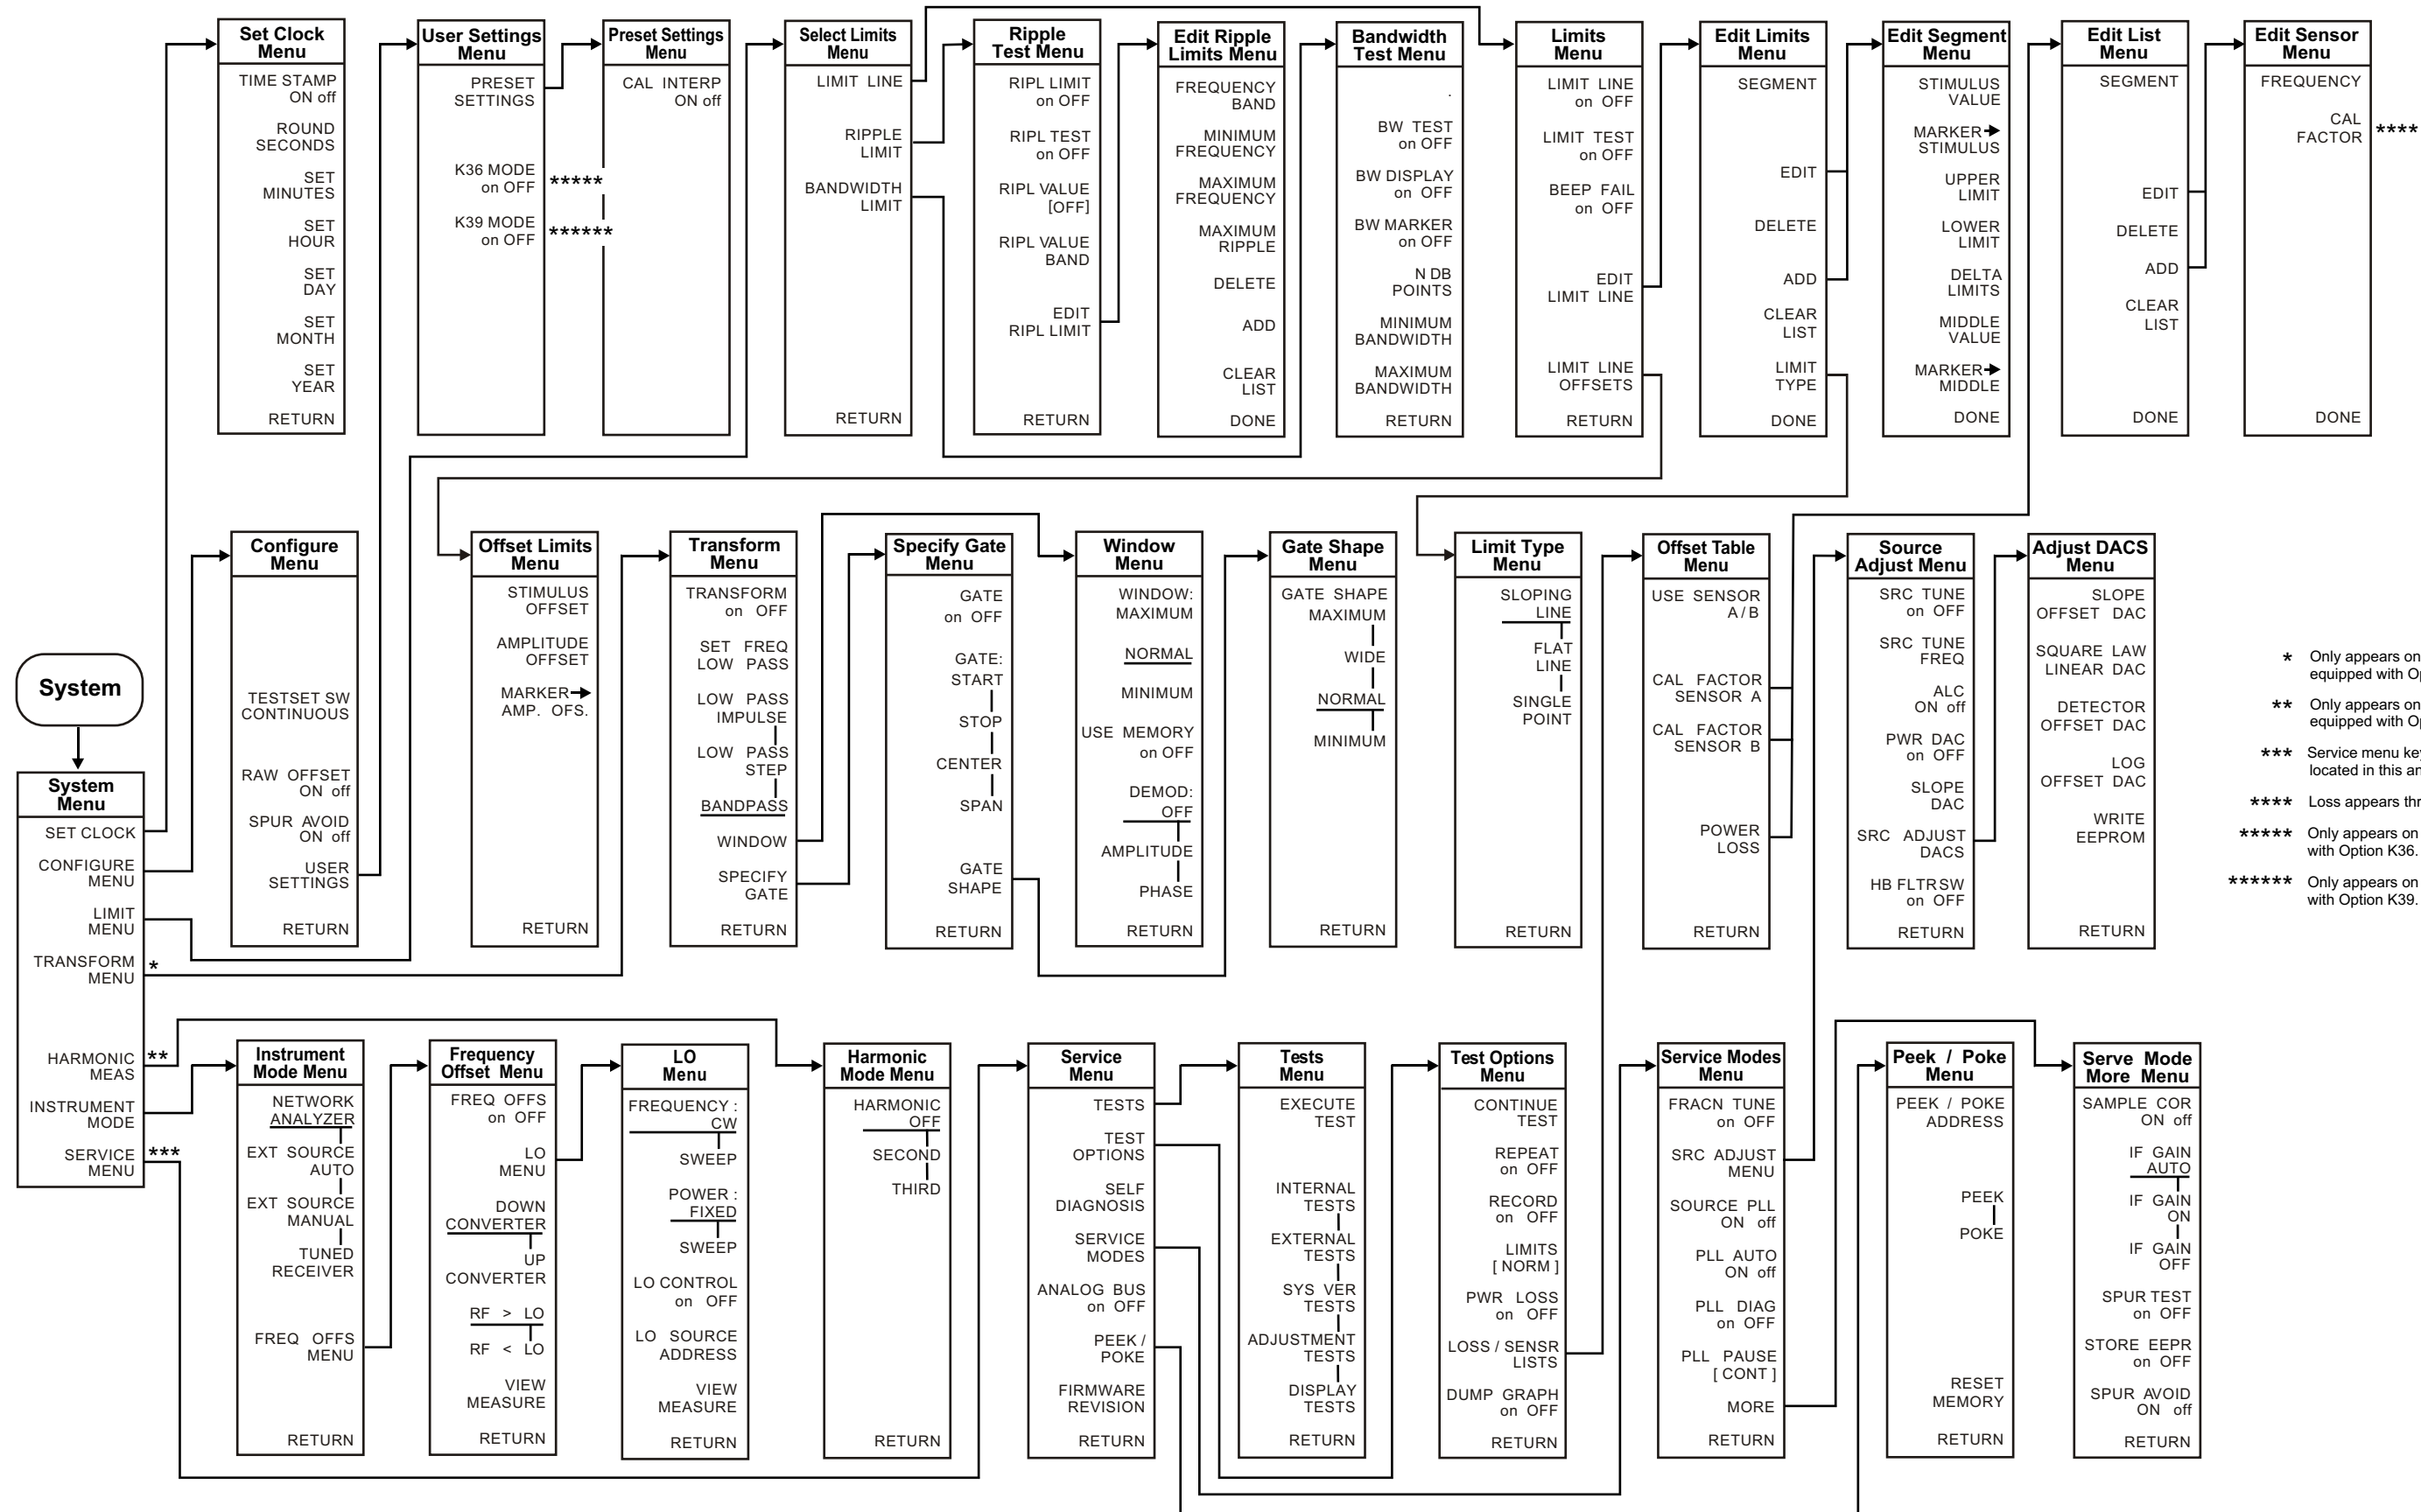 Set Clock
Menu
TIME STAMP
ON off
ROUND
SECONDS
SET
MINUTES
SET
HOUR
SET
DAY
SET
MONTH
SET
YEAR
RETURN
User Settings
Menu
PRESET
SETTINGS
K36 MODE
on OFF *****
K39 MODE
on OFF ******
Preset Settings
Menu
CAL INTERP
ON off
Select Limits
Menu
LIMIT LINE
RIPPLE
LIMIT
BANDWIDTH
LIMIT
RETURN
Ripple
Test Menu
RIPL LIMIT
on OFF
RIPL TEST
on OFF
RIPL VALUE
[OFF]
RIPL VALUE
BAND
EDIT
RIPL LIMIT
RETURN
Edit Ripple
Limits Menu
FREQUENCY
BAND
MINIMUM
FREQUENCY
MAXIMUM
FREQUENCY
MAXIMUM
RIPPLE
DELETE
ADD
CLEAR
LIST
DONE
Bandwidth
Test Menu
.
BW TEST
on OFF
BW DISPLAY
on OFF
BW MARKER
on OFF
N DB
POINTS
MINIMUM
BANDWIDTH
MAXIMUM
BANDWIDTH
RETURN
Limits
Menu
LIMIT LINE
on OFF
LIMIT TEST
on OFF
BEEP FAIL
on OFF
EDIT
LIMIT LINE
LIMIT LINE
OFFSETS
RETURN
Edit Limits
Menu
SEGMENT
EDIT
DELETE
ADD
CLEAR
LIST
LIMIT
TYPE
DONE
Edit Segment
Menu
STIMULUS
VALUE
MARKER→
STIMULUS
UPPER
LIMIT
LOWER
LIMIT
DELTA
LIMITS
MIDDLE
VALUE
MARKER→
MIDDLE
DONE
Edit List
Menu
SEGMENT
EDIT
DELETE
ADD
CLEAR
LIST
DONE
Edit Sensor
Menu
FREQUENCY
CAL
FACTOR ****
DONE
System
System
Menu
SET CLOCK
CONFIGURE
MENU
LIMIT
MENU
TRANSFORM *
MENU
HARMONIC **
MEAS
INSTRUMENT
MODE
SERVICE ***
MENU
Configure
Menu
TESTSET SW
CONTINUOUS
RAW OFFSET
ON off
SPUR AVOID
ON off
USER
SETTINGS
RETURN
Offset Limits
Menu
STIMULUS
OFFSET
AMPLITUDE
OFFSET
MARKER→
AMP. OFS.
RETURN
Transform
Menu
TRANSFORM
on OFF
SET FREQ
LOW PASS
LOW PASS
IMPULSE
LOW PASS
STEP
BANDPASS
WINDOW
SPECIFY
GATE
RETURN
Specify Gate
Menu
GATE
on OFF
GATE:
START
STOP
CENTER
SPAN
GATE
SHAPE
RETURN
Window
Menu
WINDOW:
MAXIMUM
NORMAL
MINIMUM
USE MEMORY
on OFF
DEMOD:
OFF
AMPLITUDE
PHASE
RETURN
Gate Shape
Menu
GATE SHAPE
MAXIMUM
WIDE
NORMAL
MINIMUM
RETURN
Limit Type
Menu
SLOPING
LINE
FLAT
LINE
SINGLE
POINT
RETURN
Offset Table
Menu
USE SENSOR
A / B
CAL FACTOR
SENSOR A
CAL FACTOR
SENSOR B
POWER
LOSS
RETURN
Source
Adjust Menu
SRC TUNE
on OFF
SRC TUNE
FREQ
ALC
ON off
PWR DAC
on OFF
SLOPE
DAC
SRC ADJUST
DACS
HB FLTR SW
on OFF
RETURN
Adjust DACS
Menu
SLOPE
OFFSET DAC
SQUARE LAW
LINEAR DAC
DETECTOR
OFFSET DAC
LOG
OFFSET DAC
WRITE
EEPROM
RETURN
* Only appears on
equipped with
** Only appears on
equipped with
*** Service menu
located in this
**** Loss appears
***** Only appears on
with Option K36.
****** Only appears on
with Option K39.
Instrument
Mode Menu
NETWORK
ANALYZER
EXT SOURCE
AUTO
EXT SOURCE
MANUAL
TUNED
RECEIVER
FREQ OFFS
MENU
RETURN
Frequency
Offset Menu
FREQ OFFS
on OFF
LO
MENU
DOWN
CONVERTER
UP
CONVERTER
RF > LO
RF < LO
VIEW
MEASURE
RETURN
LO
Menu
FREQUENCY :
CW
SWEEP
POWER :
FIXED
SWEEP
LO CONTROL
on OFF
LO SOURCE
ADDRESS
VIEW
MEASURE
RETURN
Harmonic
Mode Menu
HARMONIC
OFF
SECOND
THIRD
RETURN
Service
Menu
TESTS
TEST
OPTIONS
SELF
DIAGNOSIS
SERVICE
MODES
ANALOG BUS
on OFF
PEEK /
POKE
FIRMWARE
REVISION
RETURN
Tests
Menu
EXECUTE
TEST
INTERNAL
TESTS
EXTERNAL
TESTS
SYS VER
TESTS
ADJUSTMENT
TESTS
DISPLAY
TESTS
RETURN
Test Options
Menu
CONTINUE
TEST
REPEAT
on OFF
RECORD
on OFF
LIMITS
[ NORM ]
PWR LOSS
on OFF
LOSS / SENSR
LISTS
DUMP GRAPH
on OFF
RETURN
Service Modes
Menu
FRACN TUNE
on OFF
SRC ADJUST
MENU
SOURCE PLL
ON off
PLL AUTO
ON off
PLL DIAG
on OFF
PLL PAUSE
[ CONT ]
MORE
RETURN
Peek / Poke
Menu
PEEK / POKE
ADDRESS
PEEK
POKE
RESET
MEMORY
RETURN
Serve Mode
More Menu
SAMPLE COR
ON off
IF GAIN
AUTO
IF GAIN
ON
IF GAIN
OFF
SPUR TEST
on OFF
STORE EEPR
on OFF
SPUR AVOID
ON off
RETURN